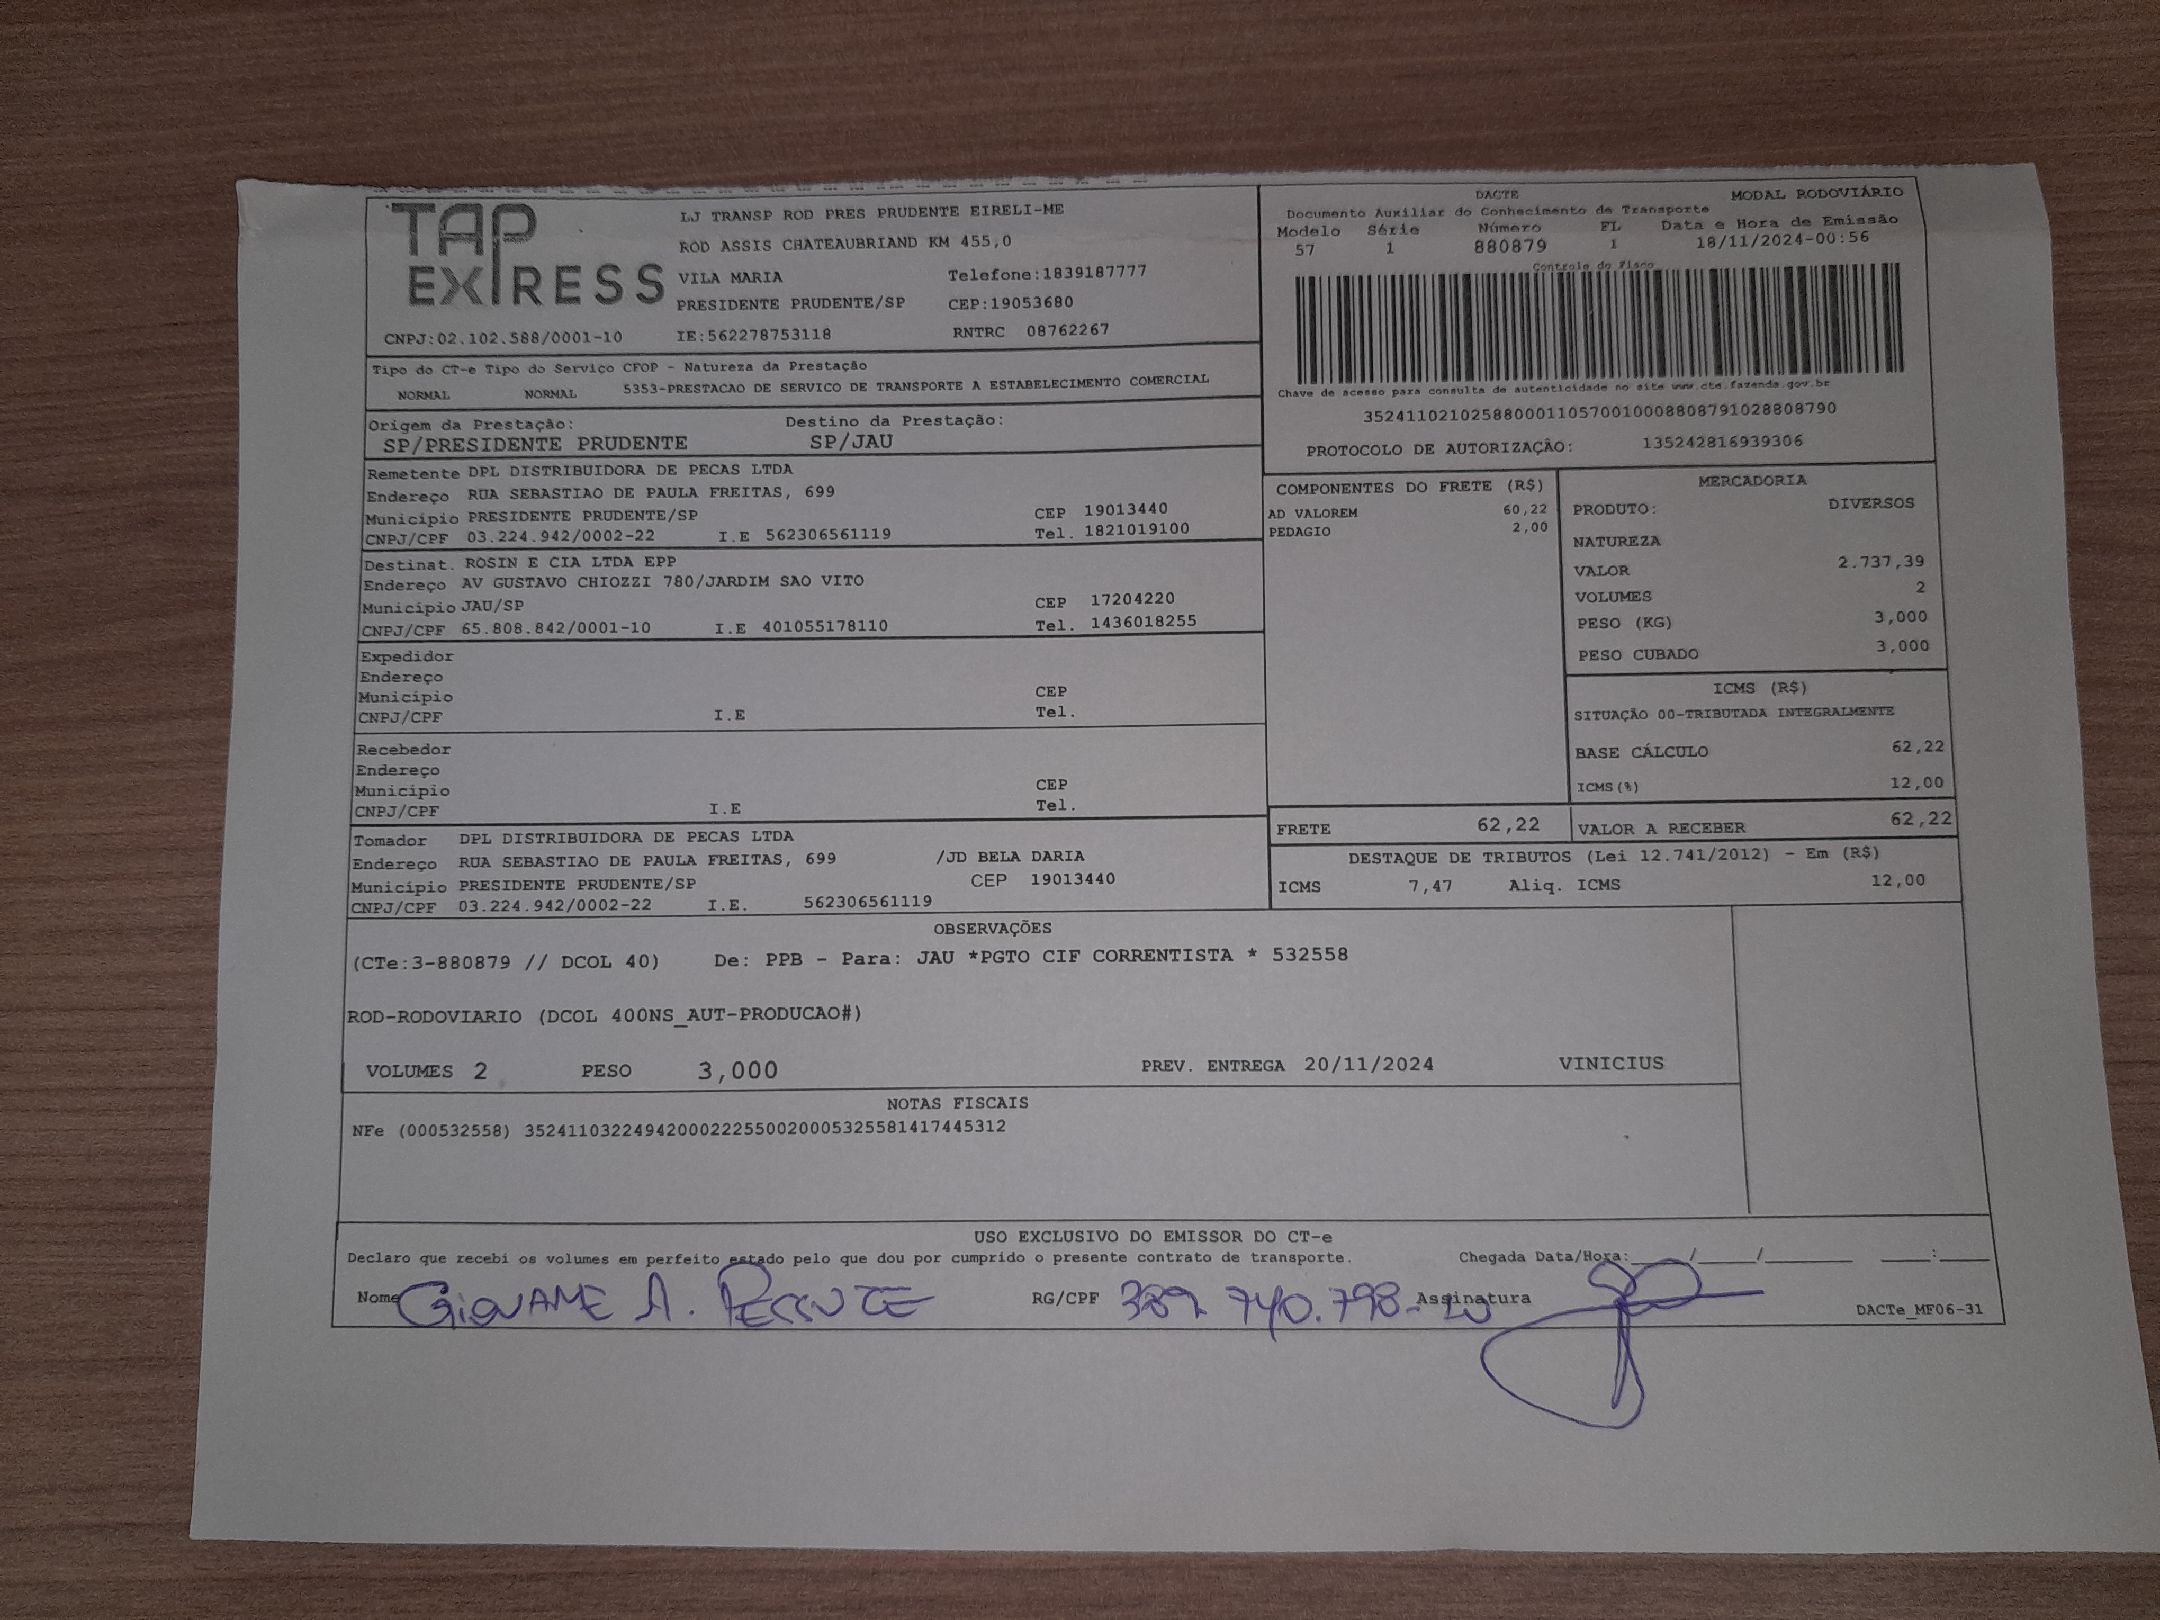 TAP EXPRESS
LJ TRANSP ROD PRES PRUDENTE EIRELI-ME
ROD ASSIS CHATEAUBRIAND KM 455,0
VILA MARIA Telefone:1839187777
PRESIDENTE PRUDENTE/SP CEP:19053680
CNPJ:02.102.588/0001-10 IE:562278753118 RNTRC 08762267
DACTE MODAL RODOVIÁRIO
Documento Auxiliar do Conhecimento de Transporte
Modelo Série Número FL Data e Hora de Emissão
57 1 880879 1 18/11/2024-00:56
Controle do Fisco
Chave de acesso para consulta de autenticidade no site www.cte.fazenda.gov.br
35241102102588000110570010008808791028808790
PROTOCOLO DE AUTORIZAÇÃO: 135242816939306
Tipo do CT-e Tipo do Serviço CFOP - Natureza da Prestação
NORMAL NORMAL 5353-PRESTACAO DE SERVICO DE TRANSPORTE A ESTABELECIMENTO COMERCIAL
Origem da Prestação: Destino da Prestação:
SP/PRESIDENTE PRUDENTE SP/JAU
Remetente DPL DISTRIBUIDORA DE PECAS LTDA
Endereço RUA SEBASTIAO DE PAULA FREITAS, 699
Município PRESIDENTE PRUDENTE/SP CEP 19013440
CNPJ/CPF 03.224.942/0002-22 I.E 562306561119 Tel. 1821019100
Destinat. ROSIN E CIA LTDA EPP
Endereço AV GUSTAVO CHIOZZI 780/JARDIM SAO VITO
Município JAU/SP CEP 17204220
CNPJ/CPF 65.808.842/0001-10 I.E 401055178110 Tel. 1436018255
Expedidor
Endereço
Município CEP
CNPJ/CPF I.E Tel.
Recebedor
Endereço
Município CEP
CNPJ/CPF I.E Tel.
Tomador DPL DISTRIBUIDORA DE PECAS LTDA
Endereço RUA SEBASTIAO DE PAULA FREITAS, 699 /JD BELA DARIA
Município PRESIDENTE PRUDENTE/SP CEP 19013440
CNPJ/CPF 03.224.942/0002-22 I.E. 562306561119
COMPONENTES DO FRETE (R$)
AD VALOREM 60,22
PEDAGIO 2,00
MERCADORIA
PRODUTO: DIVERSOS
NATUREZA
VALOR 2.737,39
VOLUMES 2
PESO (KG) 3,000
PESO CUBADO 3,000
ICMS (R$)
SITUAÇÃO 00-TRIBUTADA INTEGRALMENTE
BASE CÁLCULO 62,22
ICMS(%) 12,00
FRETE 62,22 VALOR A RECEBER 62,22
DESTAQUE DE TRIBUTOS (Lei 12.741/2012) - Em (R$)
ICMS 7,47 Aliq. ICMS 12,00
OBSERVAÇÕES
(CTe:3-880879 // DCOL 40) De: PPB - Para: JAU *PGTO CIF CORRENTISTA * 532558
ROD-RODOVIARIO (DCOL 400NS_AUT-PRODUCAO#)
VOLUMES 2 PESO 3,000 PREV. ENTREGA 20/11/2024 VINICIUS
NOTAS FISCAIS
NFe (000532558) 35241103224942000222550020005325581417445312
USO EXCLUSIVO DO EMISSOR DO CT-e
Declaro que recebi os volumes em perfeito estado pelo que dou por cumprido o presente contrato de transporte. Chegada Data/Hora:____/____/______ ____:____
Nome GIOVANE A. RG/CPF 389 740.798- Assinatura
DACTe_MF06-31